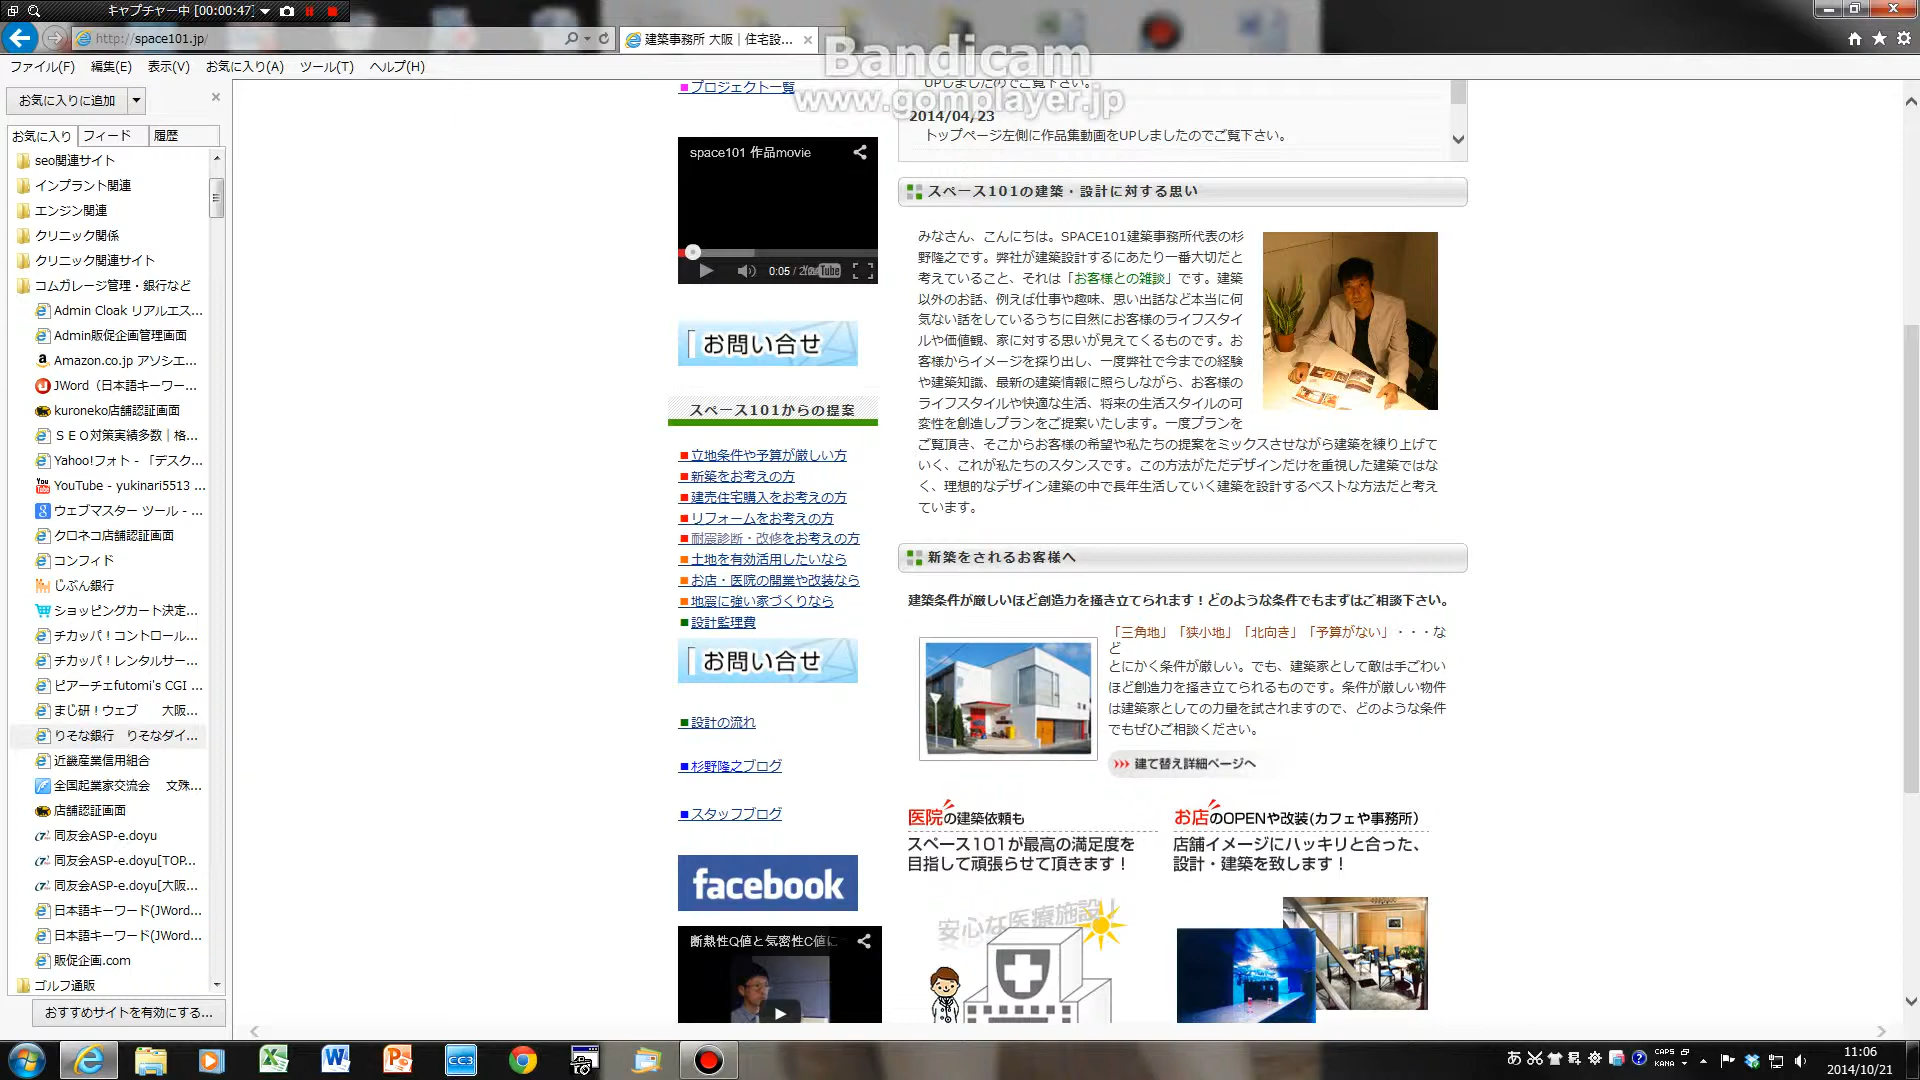 キャプチャー中 [00:00:47]
http://space101.jp/
建築事務所 大阪｜住宅設...
Bandicam
www.gomplayer.jp
ファイル(F) 編集(E) 表示(V) お気に入り(A) ツール(T) ヘルプ(H)
お気に入りに追加
お気に入り フィード 履歴
seo関連サイト
インプラント関連
エンジン関連
クリニック関係
クリニック関連サイト
コムガレージ管理・銀行など
Admin Cloak リアルエス...
Admin販促企画管理画面
Amazon.co.jp アソシエ...
JWord（日本語キーワー...
kuroneko店舗認証画面
ＳＥＯ対策実績多数｜格...
Yahoo!フォト - 「デスク...
YouTube - yukinari5513 ...
ウェブマスター ツール - ...
クロネコ店舗認証画面
コンフィド
じぶん銀行
ショッピングカート決定...
チカッパ！コントロール...
チカッパ！レンタルサー...
ピアーチェfutomi's CGI ...
まじ研！ウェブ 大阪...
りそな銀行 りそなダイ...
近畿産業信用組合
全国起業家交流会 文殊...
店舗認証画面
同友会ASP-e.doyu
同友会ASP-e.doyu[TOP...
同友会ASP-e.doyu[大阪...
日本語キーワード(JWord...
日本語キーワード(JWord...
販促企画.com
ゴルフ通販
おすすめサイトを有効にする...
■プロジェクト一覧
space101 作品movie
0:05
YouTube
お問い合せ
スペース101からの提案
■立地条件や予算が厳しい方
■新築をお考えの方
■建売住宅購入をお考えの方
■リフォームをお考えの方
■耐震診断・改修をお考えの方
■土地を有効活用したいなら
■お店・医院の開業や改装なら
■地震に強い家づくりなら
■設計監理費
お問い合せ
■設計の流れ
■杉野隆之ブログ
■スタッフブログ
facebook
断熱性Q値と気密性C値に
UPしましたのでご覧下さい。
2014/04/23
トップページ左側に作品集動画をUPしましたのでご覧下さい。
スペース101の建築・設計に対する思い
みなさん、こんにちは。SPACE101建築事務所代表の杉
野隆之です。弊社が建築設計するにあたり一番大切だと
考えていること、それは「お客様との雑談」です。建築
以外のお話、例えば仕事や趣味、思い出話など本当に何
気ない話をしているうちに自然にお客様のライフスタイ
ルや価値観、家に対する思いが見えてくるものです。お
客様からイメージを探り出し、一度弊社で今までの経験
や建築知識、最新の建築情報に照らしながら、お客様の
ライフスタイルや快適な生活、将来の生活スタイルの可
変性を創造しプランをご提案いたします。一度プランを
ご覧頂き、そこからお客様の希望や私たちの提案をミックスさせながら建築を練り上げて
いく、これが私たちのスタンスです。この方法がただデザインだけを重視した建築ではな
く、理想的なデザイン建築の中で長年生活していく建築を設計するベストな方法だと考え
ています。
新築をされるお客様へ
建築条件が厳しいほど創造力を掻き立てられます！どのような条件でもまずはご相談下さい。
「三角地」「狭小地」「北向き」「予算がない」・・・な
ど
とにかく条件が厳しい。でも、建築家として敵は手ごわい
ほど創造力を掻き立てられるものです。条件が厳しい物件
は建築家としての力量を試されますので、どのような条件
でもぜひご相談ください。
建て替え詳細ページへ
医院の建築依頼も
スペース101が最高の満足度を
目指して頑張らせて頂きます！
安心な医療施設！
お店のOPENや改装(カフェや事務所)
店舗イメージにハッキリと合った、
設計・建築を致します！
CC3
あ
CAPS
KANA
11:06
2014/10/21